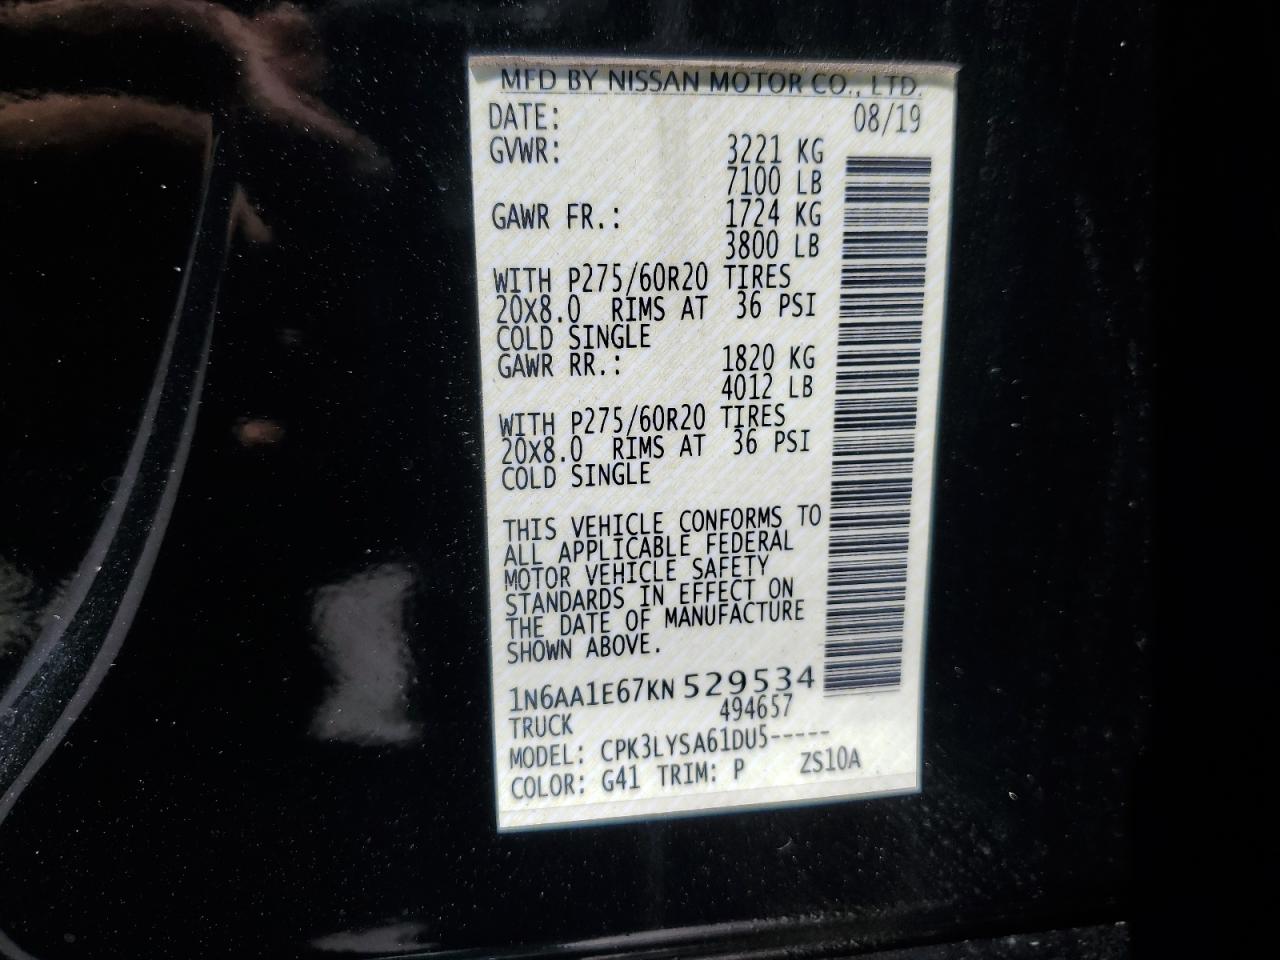 MFD BY NISSAN MOTOR CO., LTD.
DATE: 08/19
GVWR: 3221 KG
7100 LB
GAWR FR.: 1724 KG
3800 LB
WITH P275/60R20 TIRES
20X8.0 RIMS AT 36 PSI
COLD SINGLE
GAWR RR.: 1820 KG
4012 LB
WITH P275/60R20 TIRES
20X8.0 RIMS AT 36 PSI
COLD SINGLE
THIS VEHICLE CONFORMS TO
ALL APPLICABLE FEDERAL
MOTOR VEHICLE SAFETY
STANDARDS IN EFFECT ON
THE DATE OF MANUFACTURE
SHOWN ABOVE.
1N6AA1E67KN529534
TRUCK 494657
MODEL: CPK3LYSA61DU5-----
COLOR: G41 TRIM: P ZS10A